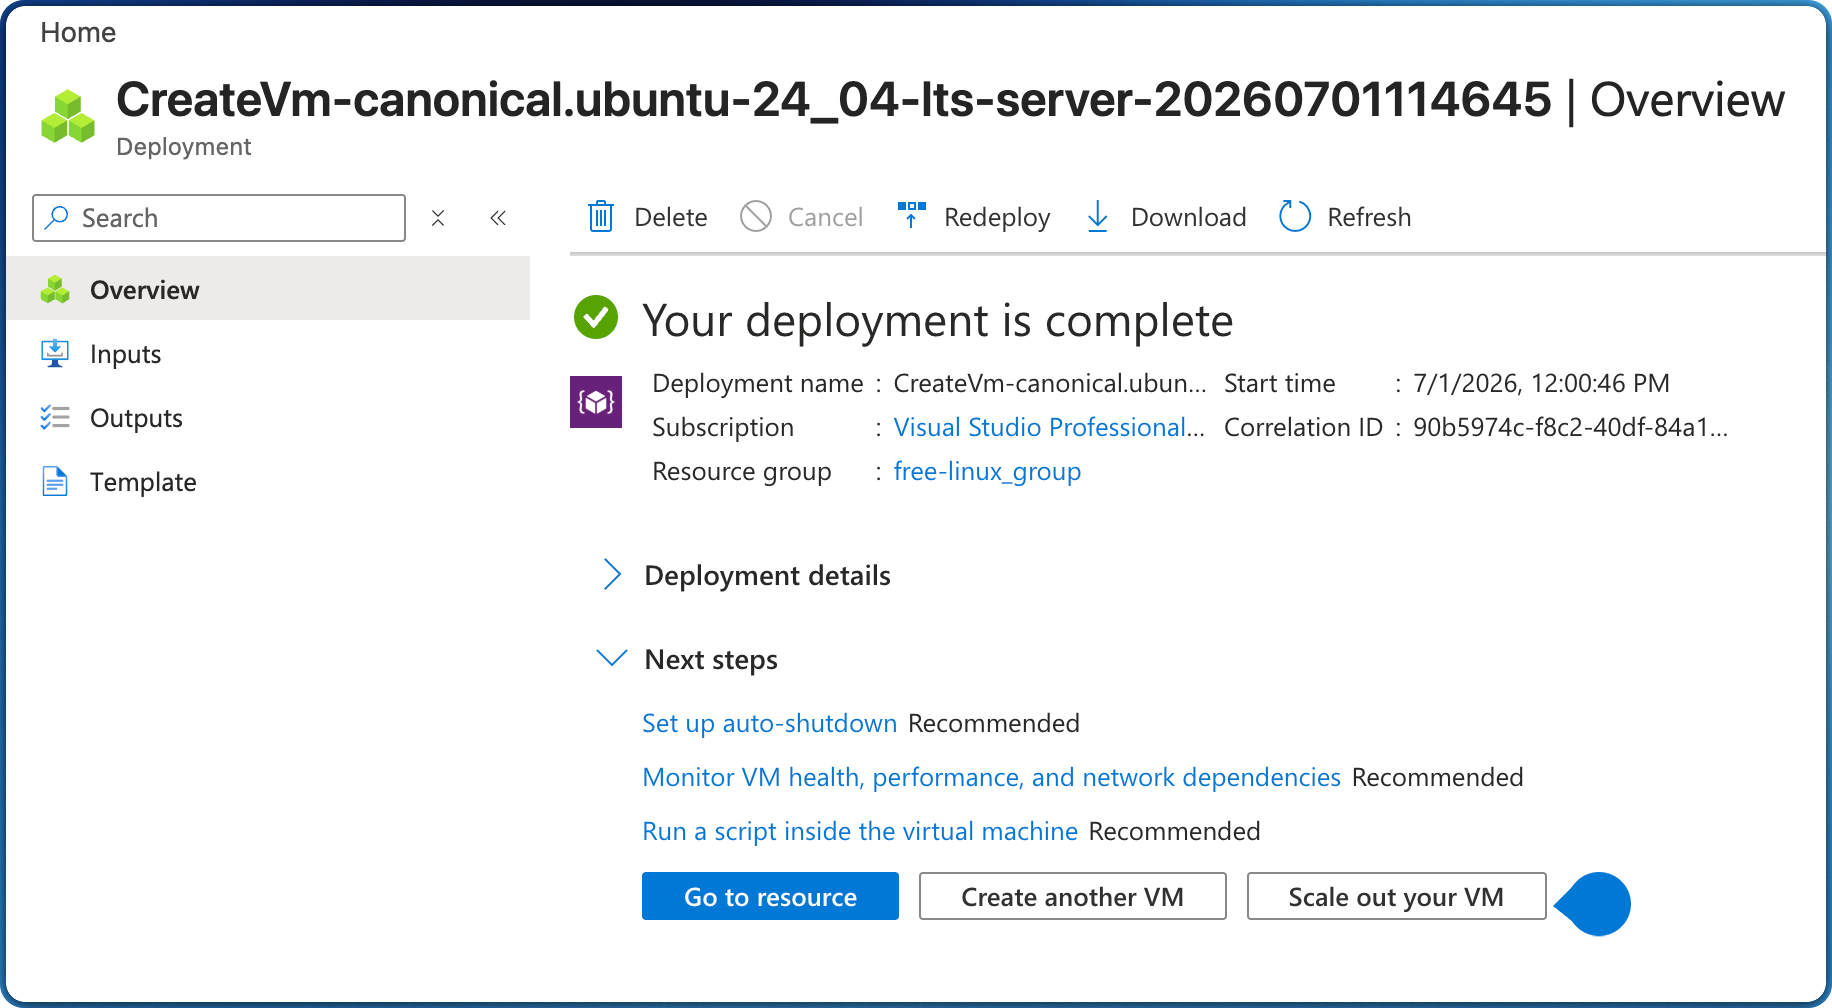 Home
CreateVm-canonical.ubuntu-24_04-lts-server-20260701114645 | Overview
Deployment
Search
Delete
Cancel
Redeploy
Download
Refresh
Overview
Inputs
Outputs
Template
Your deployment is complete
Deployment name : CreateVm-canonical.ubun... Start time : 7/1/2026, 12:00:46 PM
Subscription : Visual Studio Professional... Correlation ID : 90b5974c-f8c2-40df-84a1...
Resource group : free-linux_group
Deployment details
Next steps
Set up auto-shutdown Recommended
Monitor VM health, performance, and network dependencies Recommended
Run a script inside the virtual machine Recommended
Go to resource
Create another VM
Scale out your VM